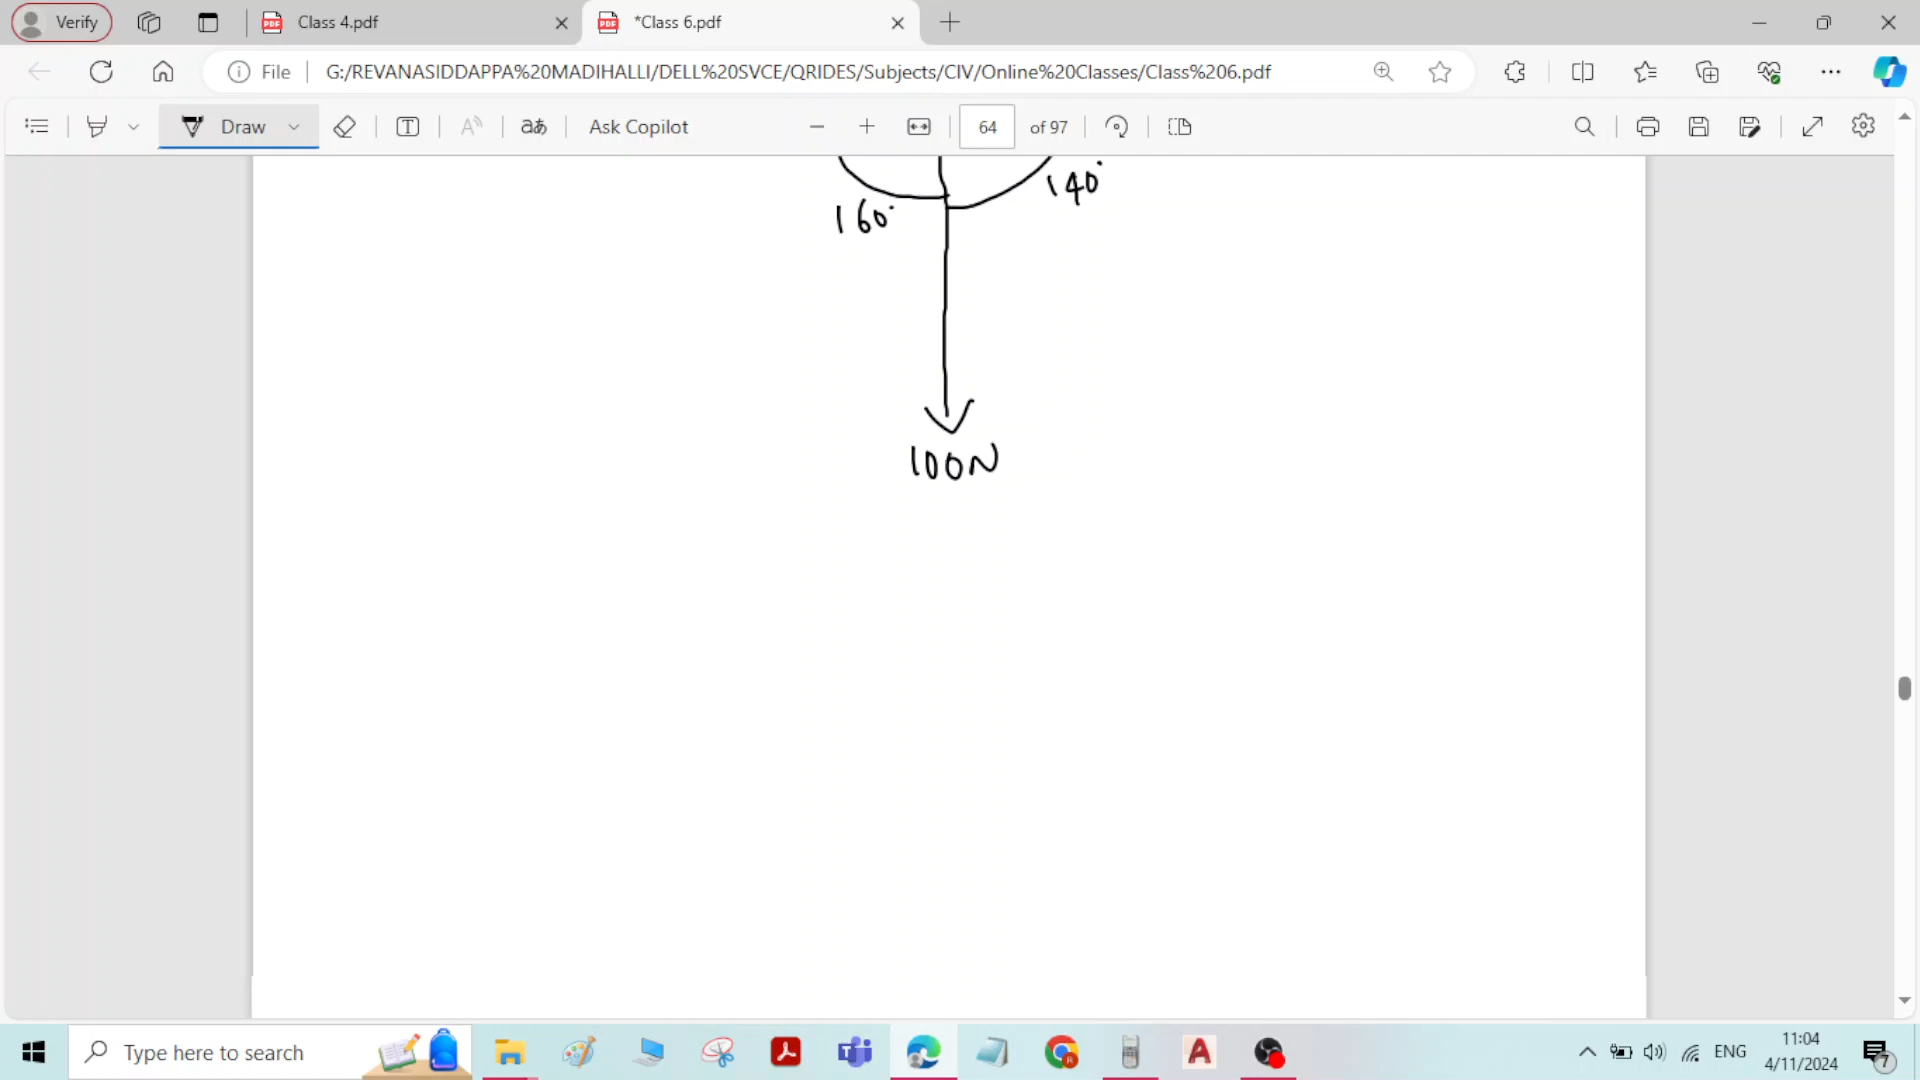 Verify
Class 4.pdf
*Class 6.pdf
File
G:/REVANASIDDAPPA%20MADIHALLI/DELL%20SVCE/QRIDES/Subjects/CIV/Online%20Classes/Class%206.pdf
Draw
Ask Copilot
64 of 97
140°
160°
100N
Type here to search
ENG
11:04
4/11/2024
7